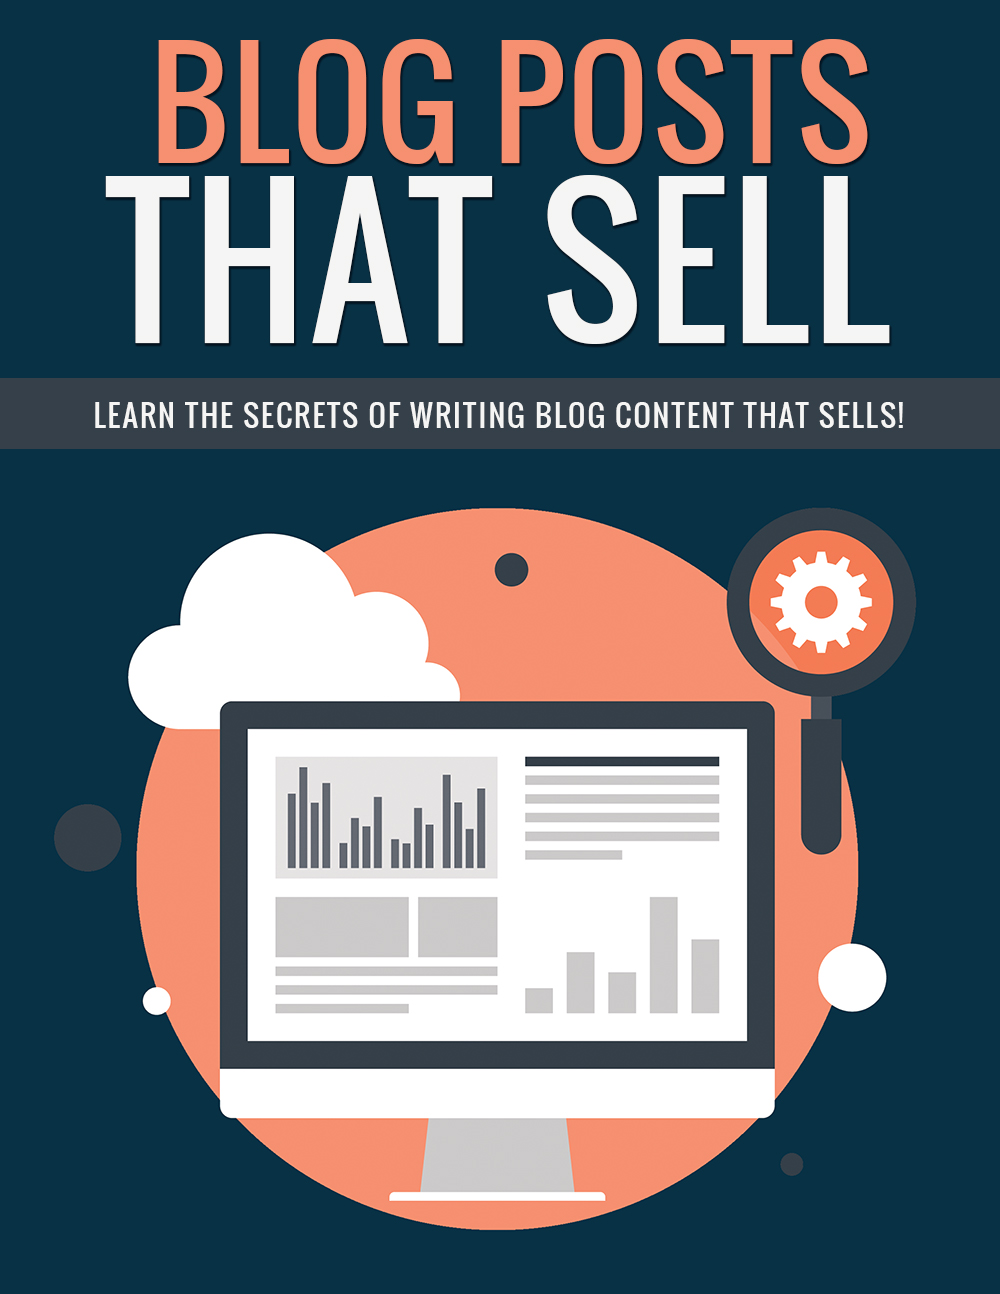 BLOG POSTS
THAT SELL
LEARN THE SECRETS OF WRITING BLOG CONTENT THAT SELLS!